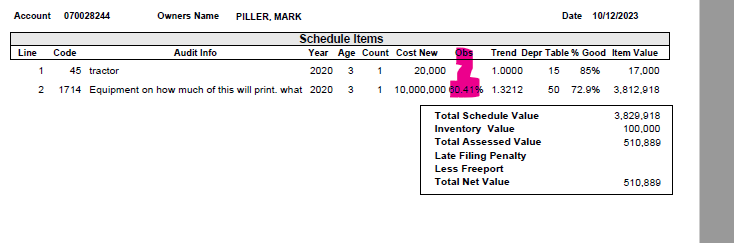 Account 070028244 Owners Name PILLER, MARK Date 10/12/2023
Schedule Items
Line Code Audit Info Year Age Count Cost New Obs Trend Depr Table % Good Item Value
1 45 tractor 2020 3 1 20,000 1.0000 15 85% 17,000
2 1714 Equipment on how much of this will print. what 2020 3 1 10,000,000 60.41% 1.3212 50 72.9% 3,812,918
Total Schedule Value 3,829,918
Inventory Value 100,000
Total Assessed Value 510,889
Late Filing Penalty
Less Freeport
Total Net Value 510,889